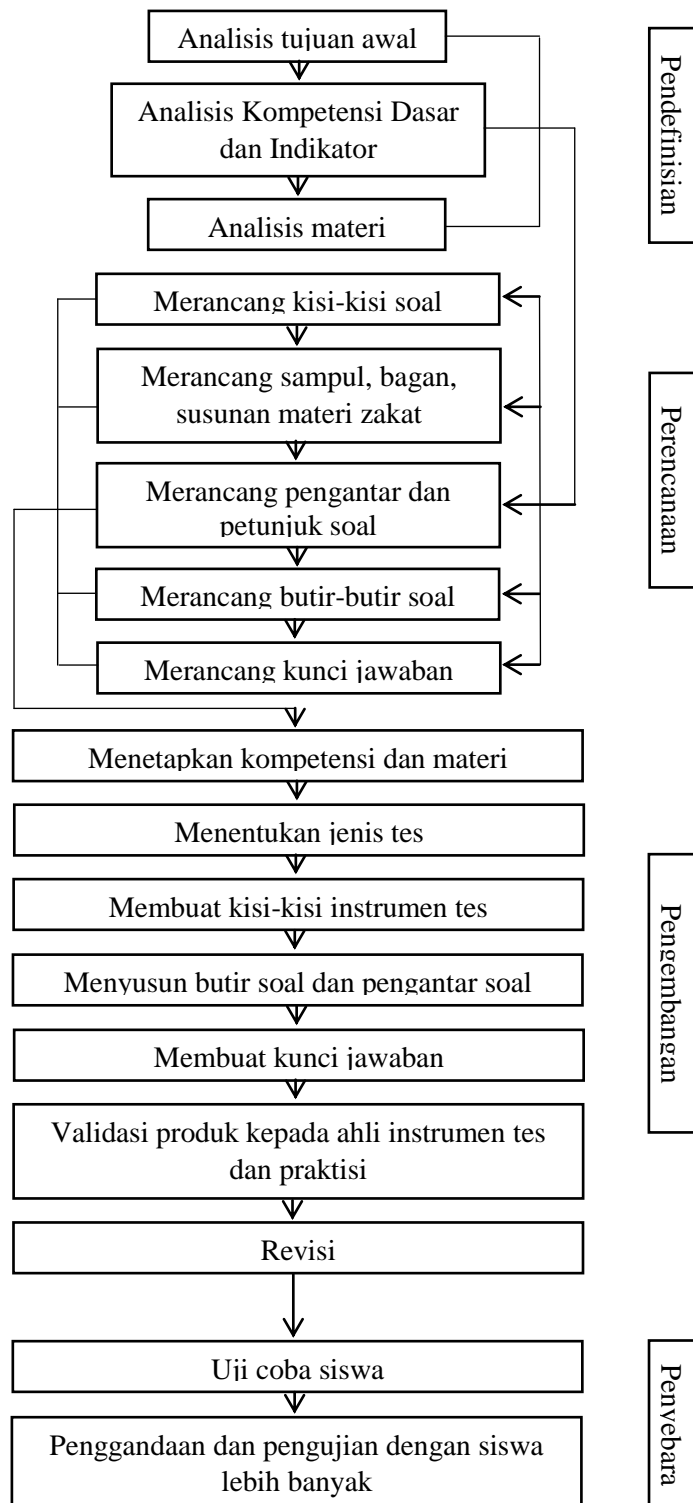 Analisis tujuan awal
Analisis Kompetensi Dasar
dan Indikator
Analisis materi
Pendefinisian
Merancang kisi-kisi soal
Merancang sampul, bagan,
susunan materi zakat
Merancang pengantar dan
petunjuk soal
Merancang butir-butir soal
Merancang kunci jawaban
Perencanaan
Menetapkan kompetensi dan materi
Menentukan jenis tes
Membuat kisi-kisi instrumen tes
Menyusun butir soal dan pengantar soal
Membuat kunci jawaban
Validasi produk kepada ahli instrumen tes
dan praktisi
Revisi
Pengembangan
Uji coba siswa
Penggandaan dan pengujian dengan siswa
lebih banyak
Penyebara